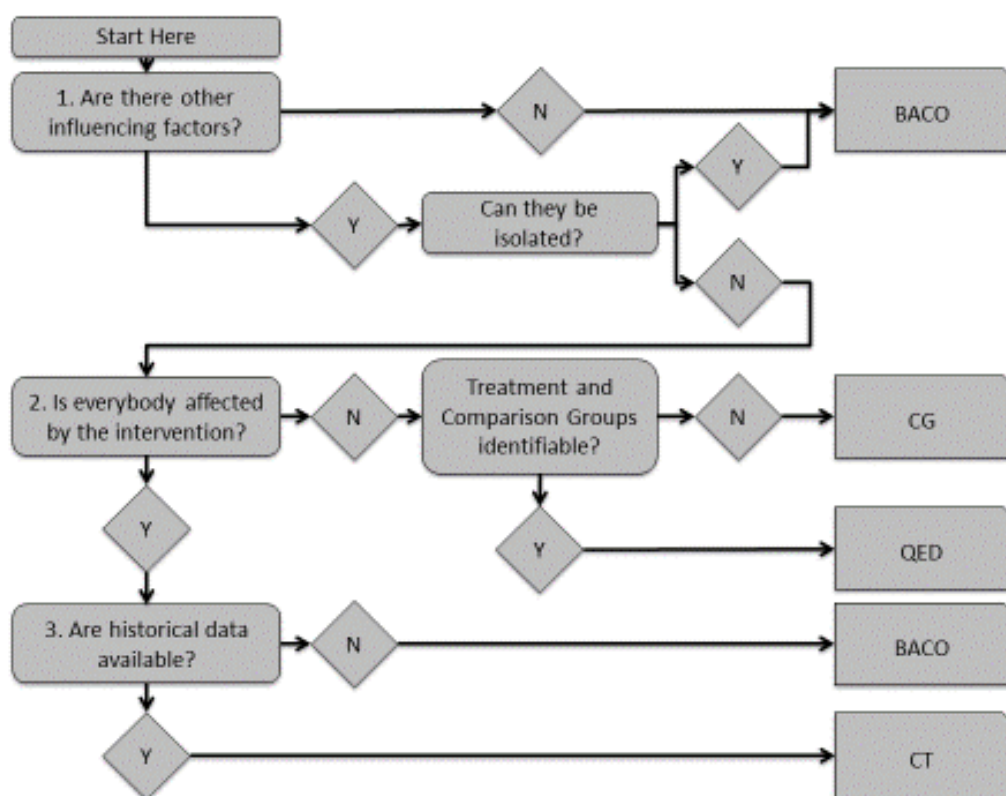 Start Here
1. Are there other
influencing factors?
N
BACO
Y
Y
Can they be
isolated?
N
2. Is everybody affected
by the intervention?
N
Treatment and
Comparison Groups
identifiable?
N
CG
Y
Y
QED
3. Are historical data
available?
N
BACO
Y
CT